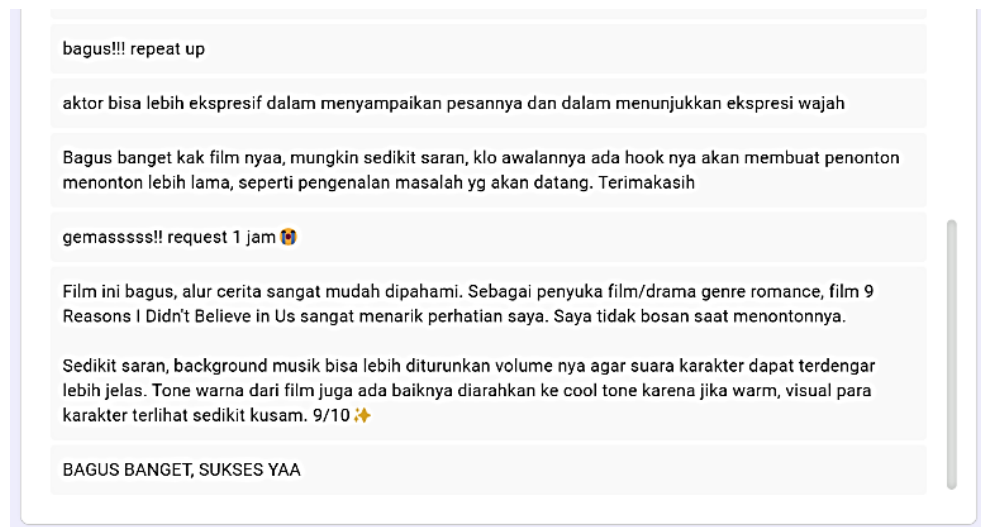 bagus!!! repeat up
aktor bisa lebih ekspresif dalam menyampaikan pesannya dan dalam menunjukkan ekspresi wajah
Bagus banget kak film nyaa, mungkin sedikit saran, klo awalannya ada hook nya akan membuat penonton
menonton lebih lama, seperti pengenalan masalah yg akan datang. Terimakasih
gemasssss!! request 1 jam 😭
Film ini bagus, alur cerita sangat mudah dipahami. Sebagai penyuka film/drama genre romance, film 9
Reasons I Didn't Believe in Us sangat menarik perhatian saya. Saya tidak bosan saat menontonnya.
Sedikit saran, background musik bisa lebih diturunkan volume nya agar suara karakter dapat terdengar
lebih jelas. Tone warna dari film juga ada baiknya diarahkan ke cool tone karena jika warm, visual para
karakter terlihat sedikit kusam. 9/10 ✨
BAGUS BANGET, SUKSES YAA